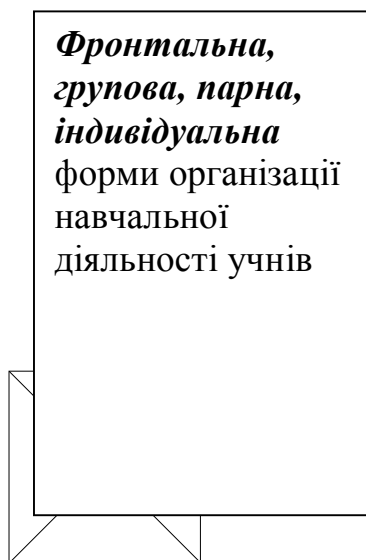 Фронтальна,
групова, парна,
індивідуальна
форми організації
навчальної
діяльності учнів